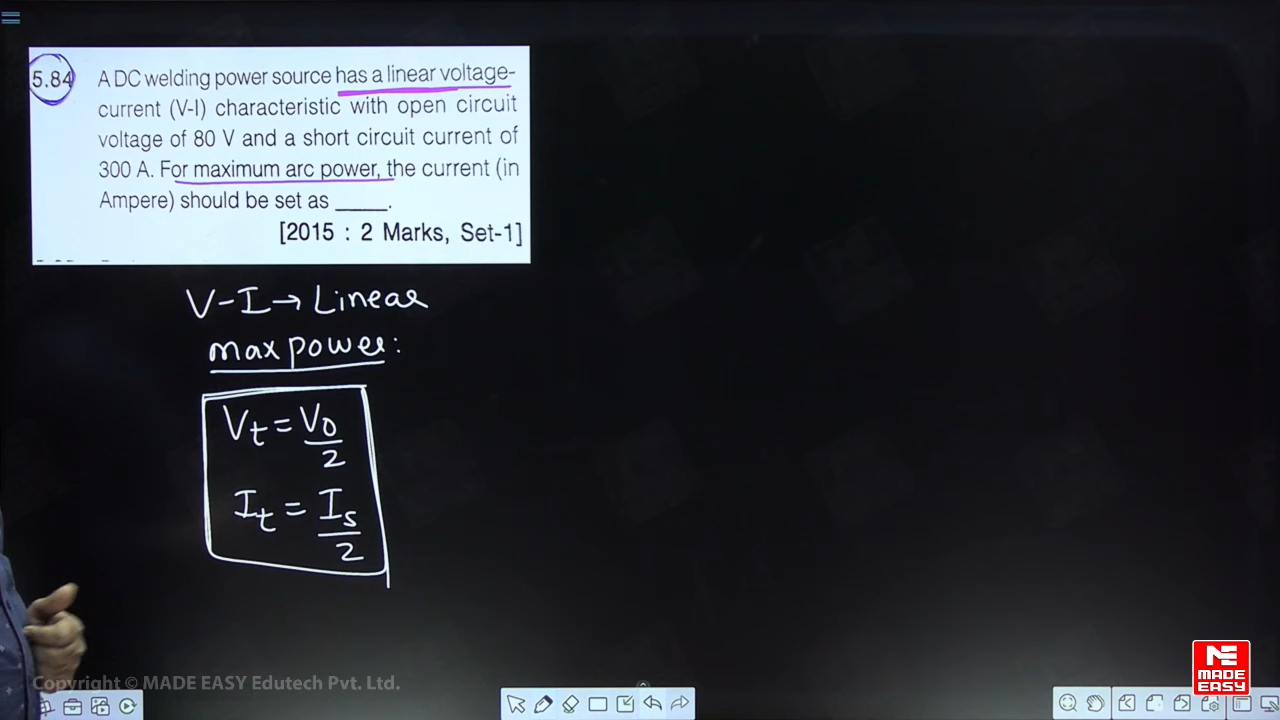 5.84 A DC welding power source has a linear voltage-
current (V-I) characteristic with open circuit
voltage of 80 V and a short circuit current of
300 A. For maximum arc power, the current (in
Ampere) should be set as _____.
[2015 : 2 Marks, Set-1]
V-I → Linear
max power:
Vt = V0/2
It = Is/2
Copyright © MADE EASY Edutech Pvt. Ltd.
ME
MADE
EASY